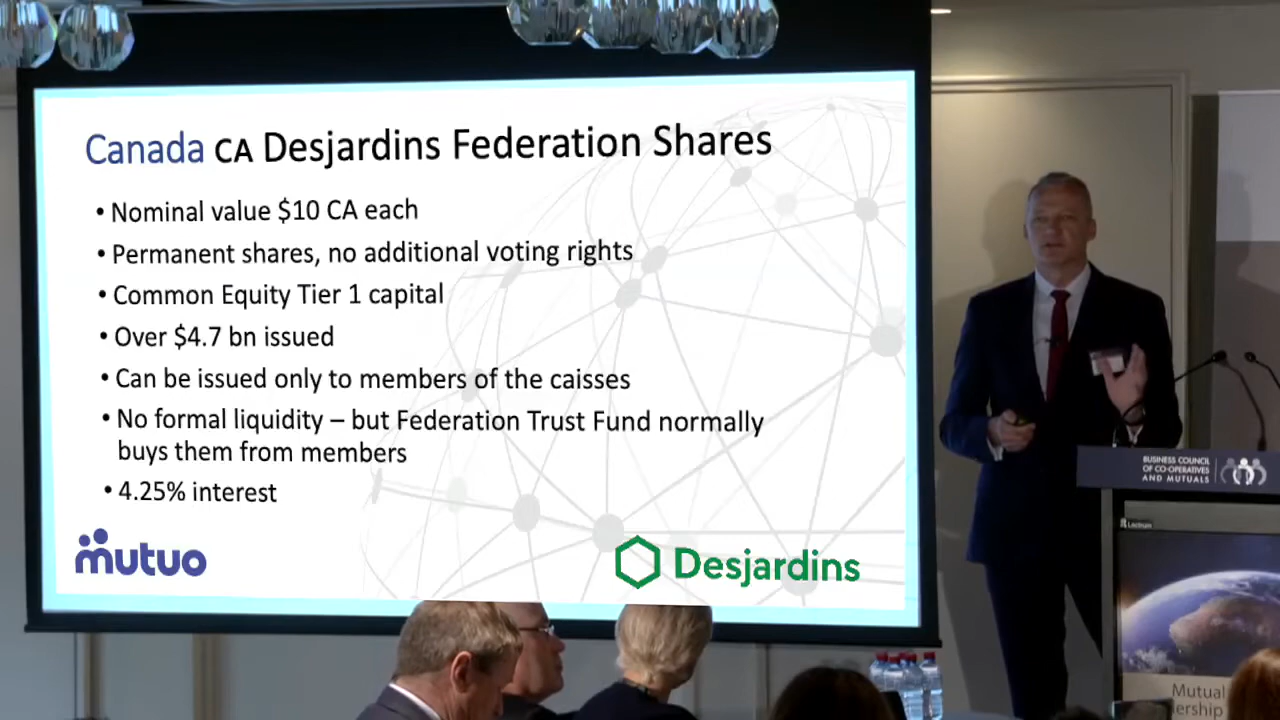 Canada CA Desjardins Federation Shares
• Nominal value $10 CA each
• Permanent shares, no additional voting rights
• Common Equity Tier 1 capital
• Over $4.7 bn issued
• Can be issued only to members of the caisses
• No formal liquidity – but Federation Trust Fund normally
buys them from members
• 4.25% interest
mutuo
Desjardins
BUSINESS COUNCIL
OF CO-OPERATIVES
AND MUTUALS
Lectrum
Mutual
ership